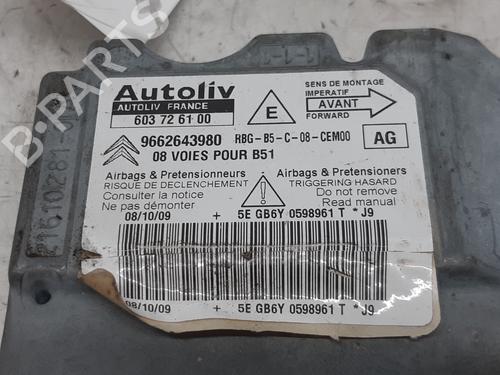 Autoliv
AUTOLIV FRANCE
603 72 61 00
E
SENS DE MONTAGE
IMPERATIF
AVANT
FORWARD
9662643980
RBG-B5-C-08-CEM00
AG
08 VOIES POUR B51
Airbags & Pretensionneurs
RISQUE DE DECLENCHEMENT
Consulter la notice
Ne pas démonter
Airbags & Pretensioners
TRIGGERING HASARD
Do not remove
Read manual
08/10/09 + 5E GB6Y 0598961 T * J9
08/10/09 + 5E GB6Y 0598961 T * J9
B-Parts